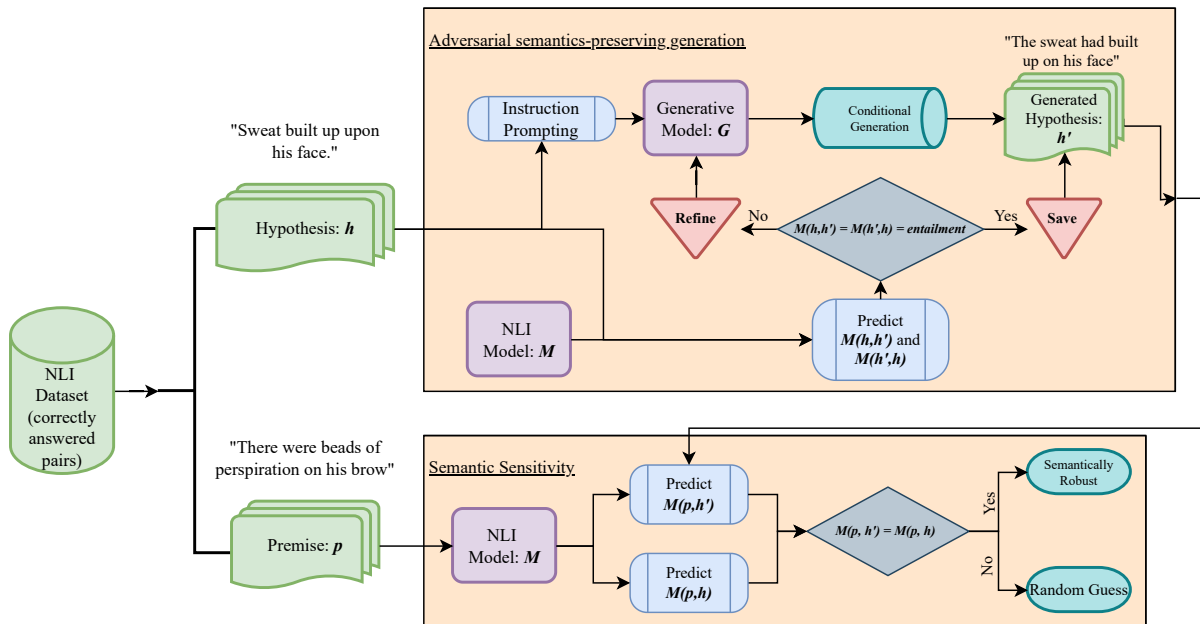 Adversarial semantics-preserving generation
"The sweat had built
up on his face"
Instruction
Prompting
Generative
Model: G
Conditional
Generation
Generated
Hypothesis:
h'
"Sweat built up upon
his face."
Hypothesis: h
Refine
No
M(h,h') = M(h',h) = entailment
Yes
Save
NLI
Model: M
Predict
M(h,h') and
M(h',h)
NLI
Dataset
(correctly
answered
pairs)
"There were beads of
perspiration on his brow"
Premise: p
Semantic Sensitivity
NLI
Model: M
Predict
M(p,h')
Predict
M(p,h)
M(p, h') = M(p, h)
Yes
No
Semantically
Robust
Random Guess